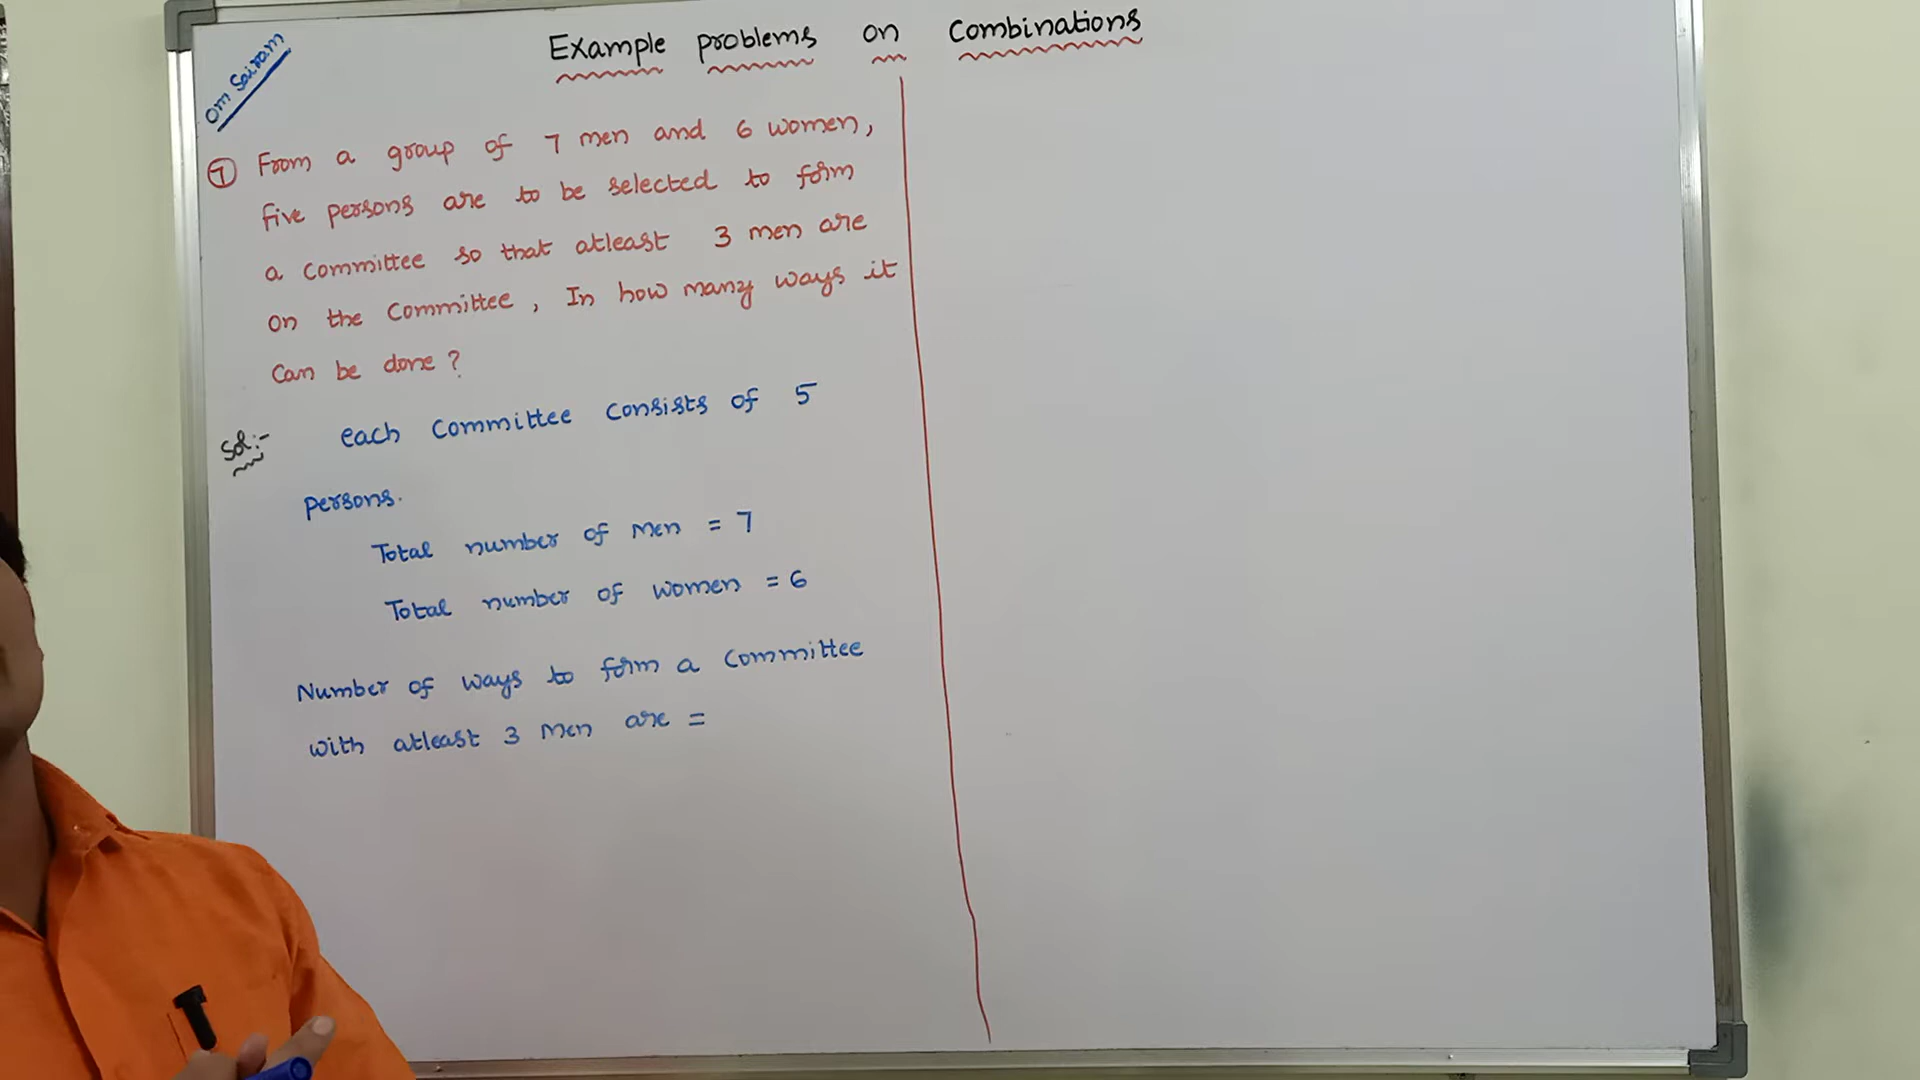 Om Sairam
Example problems on Combinations
7 From a group of 7 men and 6 women,
five persons are to be selected to form
a committee so that atleast 3 men are
on the committee, In how many ways it
can be done?
Sol:- each committee consists of 5
persons.
Total number of men = 7
Total number of women = 6
Number of ways to form a committee
with atleast 3 men are =